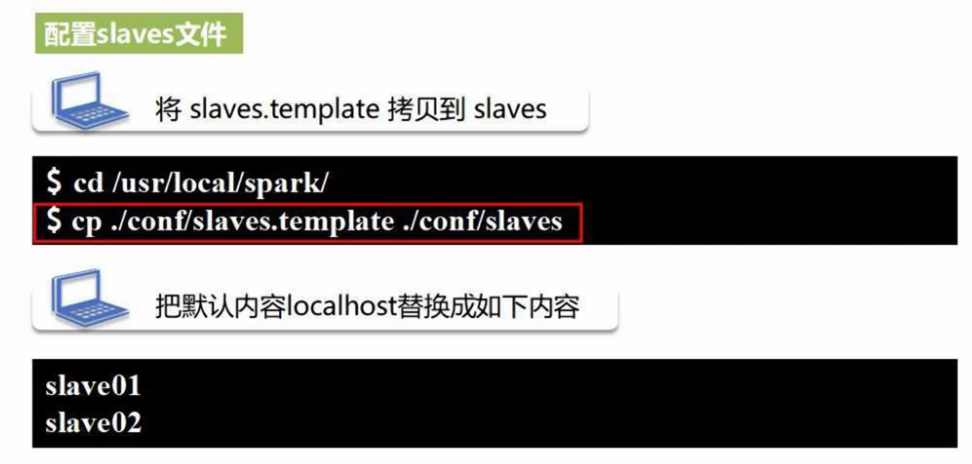 配置slaves文件
将 slaves.template 拷贝到 slaves
$ cd /usr/local/spark/
$ cp ./conf/slaves.template ./conf/slaves
把默认内容localhost替换成如下内容
slave01
slave02